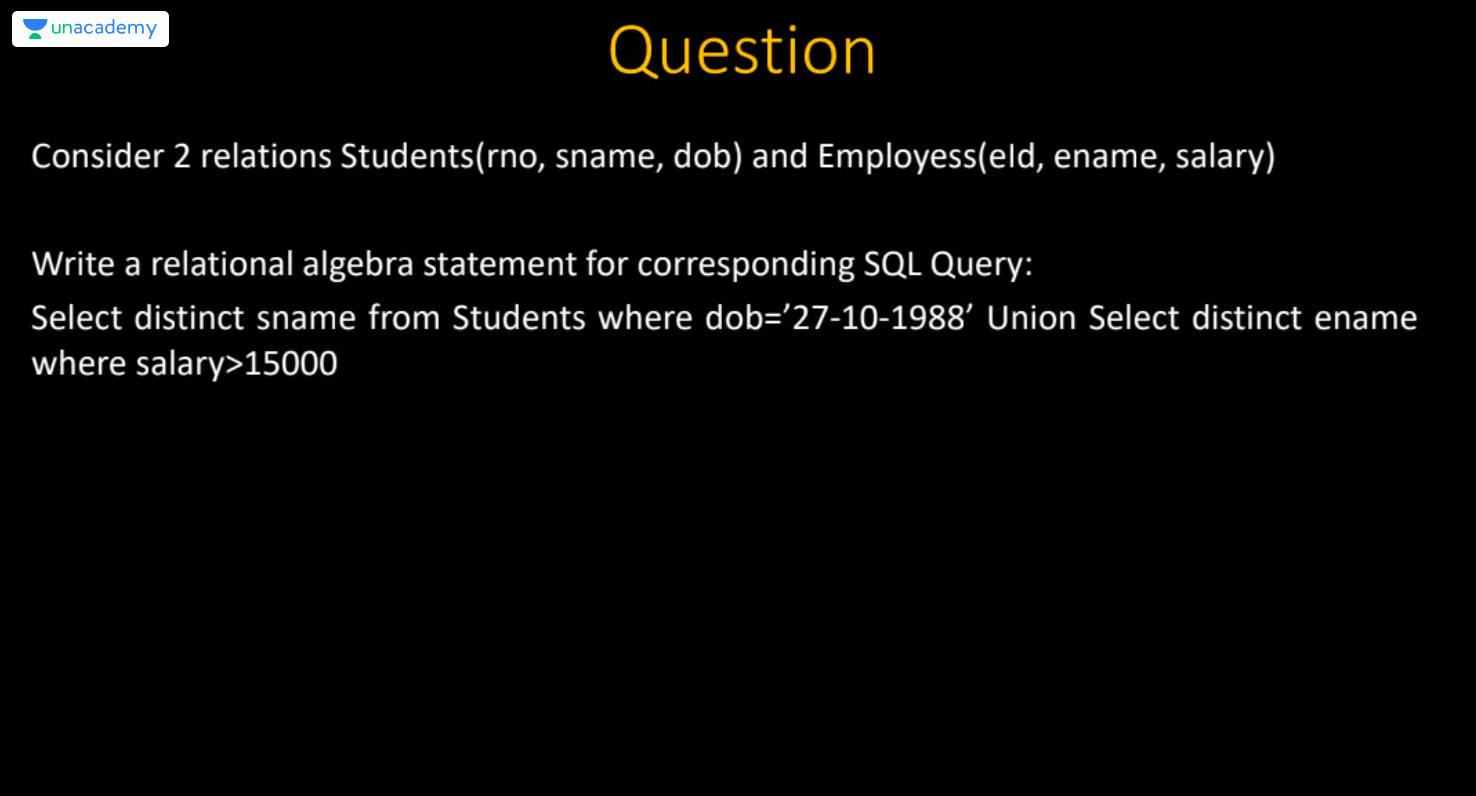 unacademy
Question
Consider 2 relations Students(rno, sname, dob) and Employess(eId, ename, salary)
Write a relational algebra statement for corresponding SQL Query:
Select distinct sname from Students where dob=’27-10-1988’ Union Select distinct ename
where salary>15000